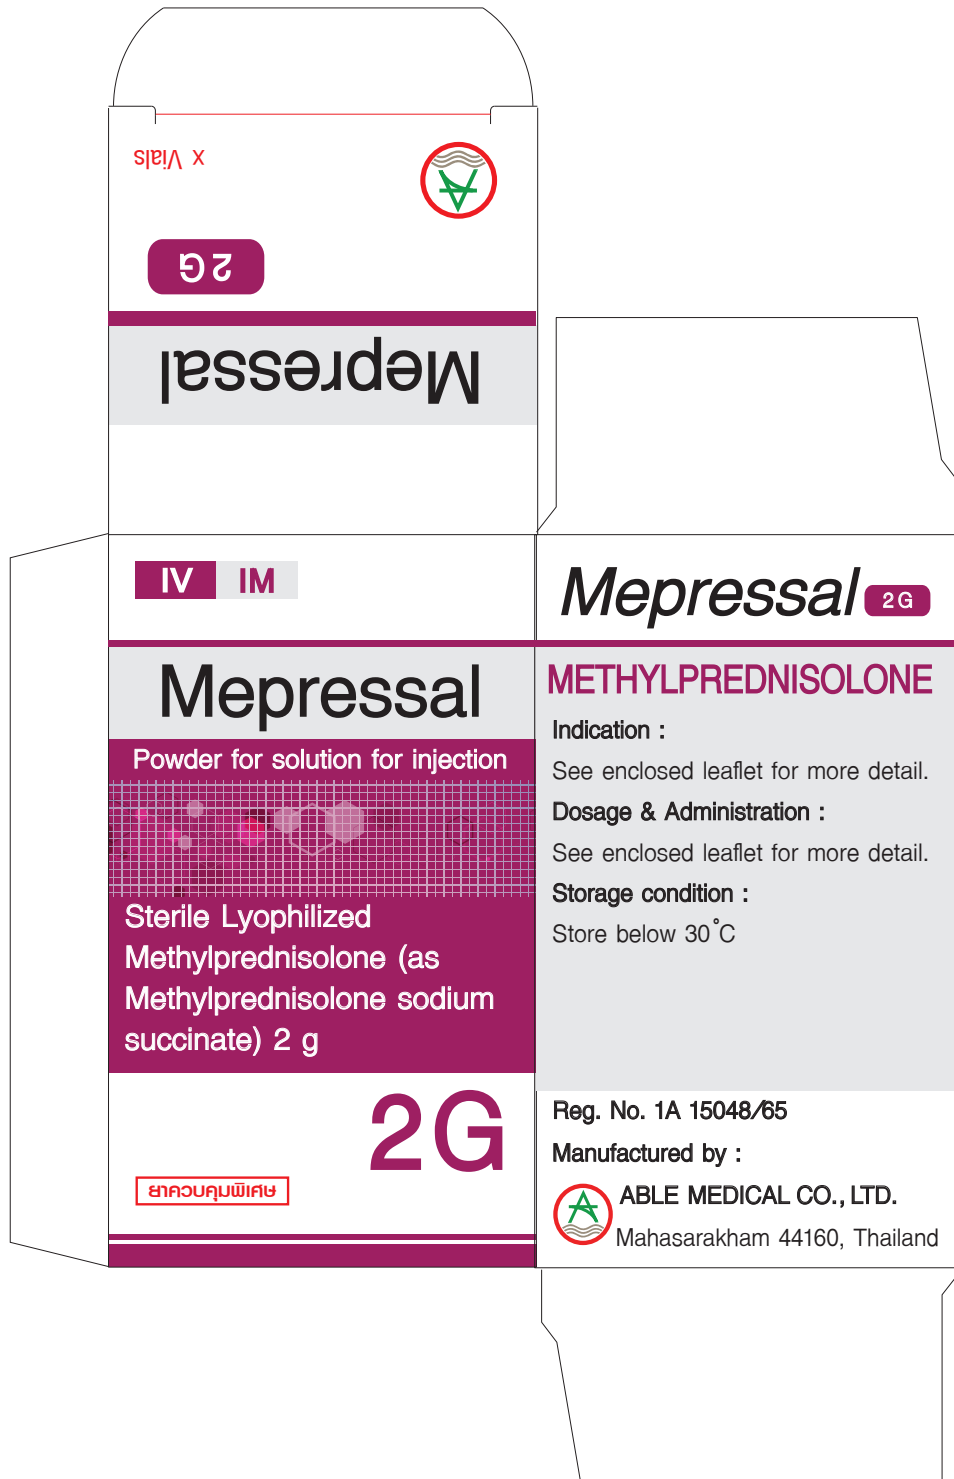 x Vials
2G
Mepressal
IV IM
Mepressal
Powder for solution for injection
Sterile Lyophilized
Methylprednisolone (as
Methylprednisolone sodium
succinate) 2 g
2G
ยาควบคุมพิเศษ
Mepressal 2G
METHYLPREDNISOLONE
Indication :
See enclosed leaflet for more detail.
Dosage & Administration :
See enclosed leaflet for more detail.
Storage condition :
Store below 30°C
Reg. No. 1A 15048/65
Manufactured by :
ABLE MEDICAL CO., LTD.
Mahasarakham 44160, Thailand